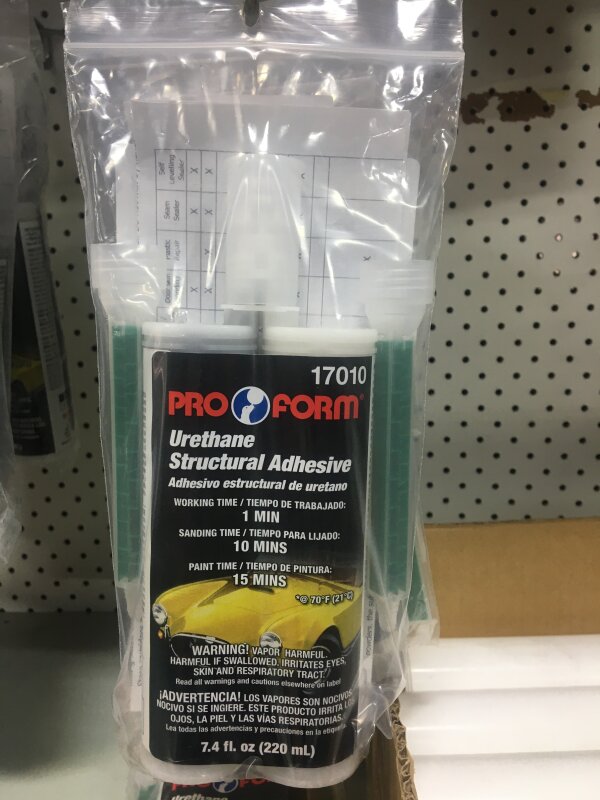 Self
Levelling
Sealer
Seam
Sealer
X X
X X
X X
X X
X
17010
PRO FORM
Urethane
Structural Adhesive
Adhesivo estructural de uretano
WORKING TIME / TIEMPO DE TRABAJADO:
1 MIN
SANDING TIME / TIEMPO PARA LIJADO:
10 MINS
PAINT TIME / TIEMPO DE PINTURA:
15 MINS
*@ 70°F (21°C)
WARNING! VAPOR HARMFUL.
HARMFUL IF SWALLOWED. IRRITATES EYES,
SKIN AND RESPIRATORY TRACT.
Read all warnings and cautions elsewhere on label
¡ADVERTENCIA! LOS VAPORES SON NOCIVOS.
NOCIVO SI SE INGIERE. ESTE PRODUCTO IRRITA LOS
OJOS, LA PIEL Y LAS VÍAS RESPIRATORIAS.
Lea todas las advertencias y precauciones en la etiqueta
7.4 fl. oz (220 mL)
PRO FO
Urethane